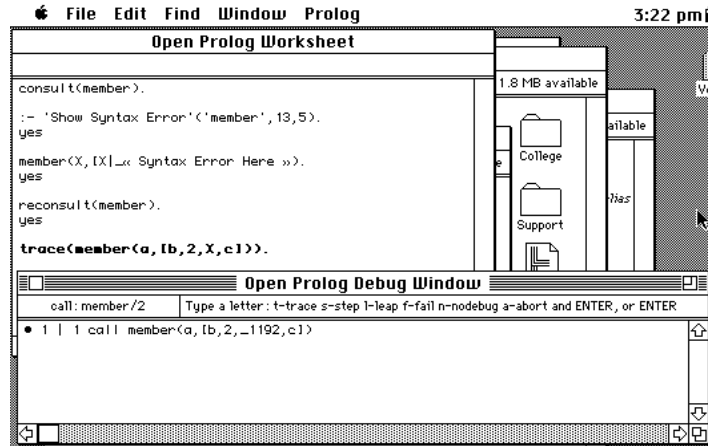 File Edit Find Window Prolog 3:22 pm
Open Prolog Worksheet
consult(member).
:- 'Show Syntax Error'('member',13,5).
yes
member(X,[X|_« Syntax Error Here »).
yes
reconsult(member).
yes
trace(member(a,[b,2,X,c])).
1.8 MB available
ailable
College
lias
Support
Open Prolog Debug Window
call:member/2 Type a letter: t-trace s-step l-leap f-fail n-nodebug a-abort and ENTER, or ENTER
● 1 | 1 call member(a,[b,2,_1192,c])